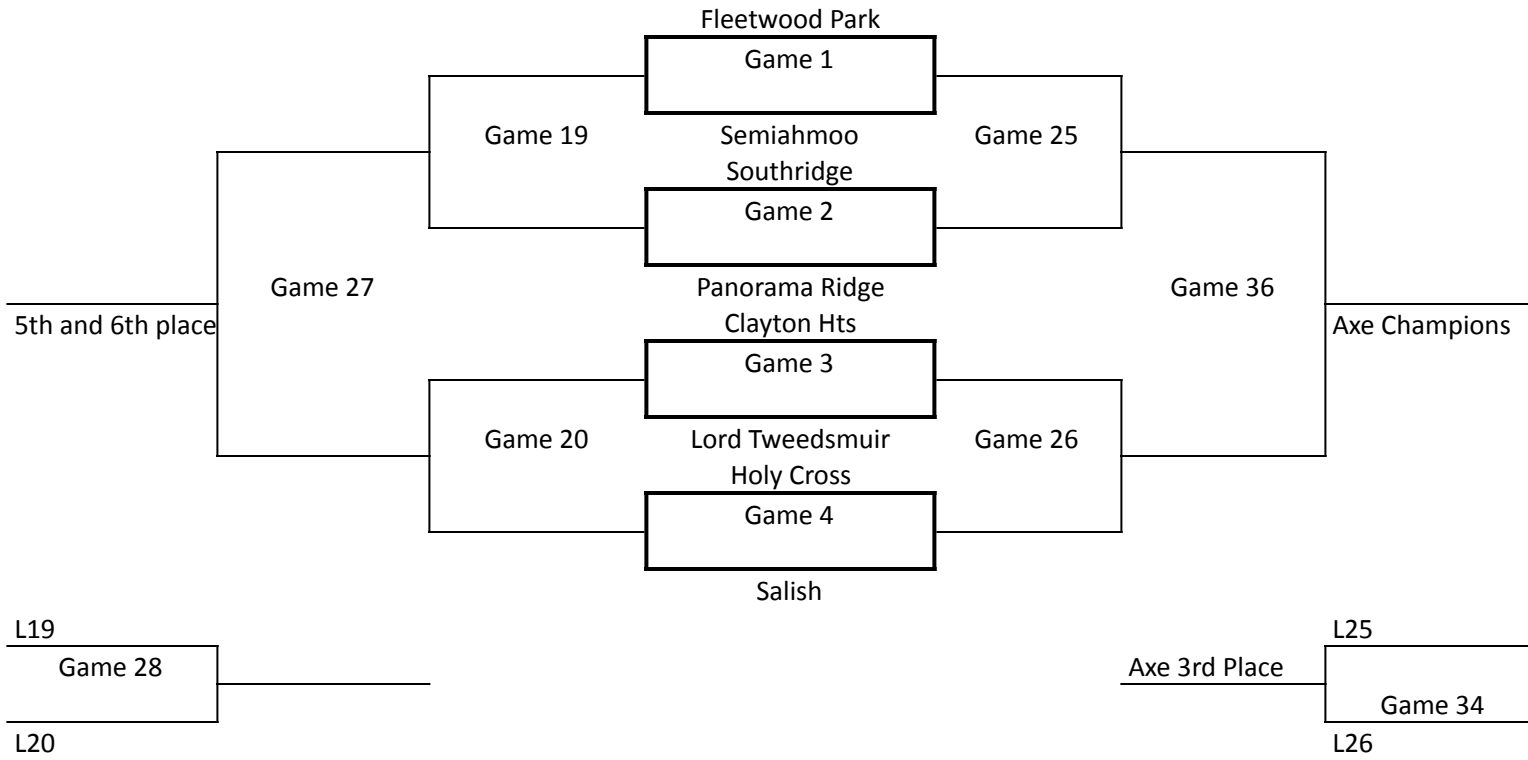 Fleetwood Park
Game 1
Game 19
Semiahmoo
Game 25
Southridge
Game 2
Game 27
Panorama Ridge
Game 36
5th and 6th place
Clayton Hts
Axe Champions
Game 3
Game 20
Lord Tweedsmuir
Game 26
Holy Cross
Game 4
Salish
L19
L25
Game 28
Axe 3rd Place
Game 34
L20
L26